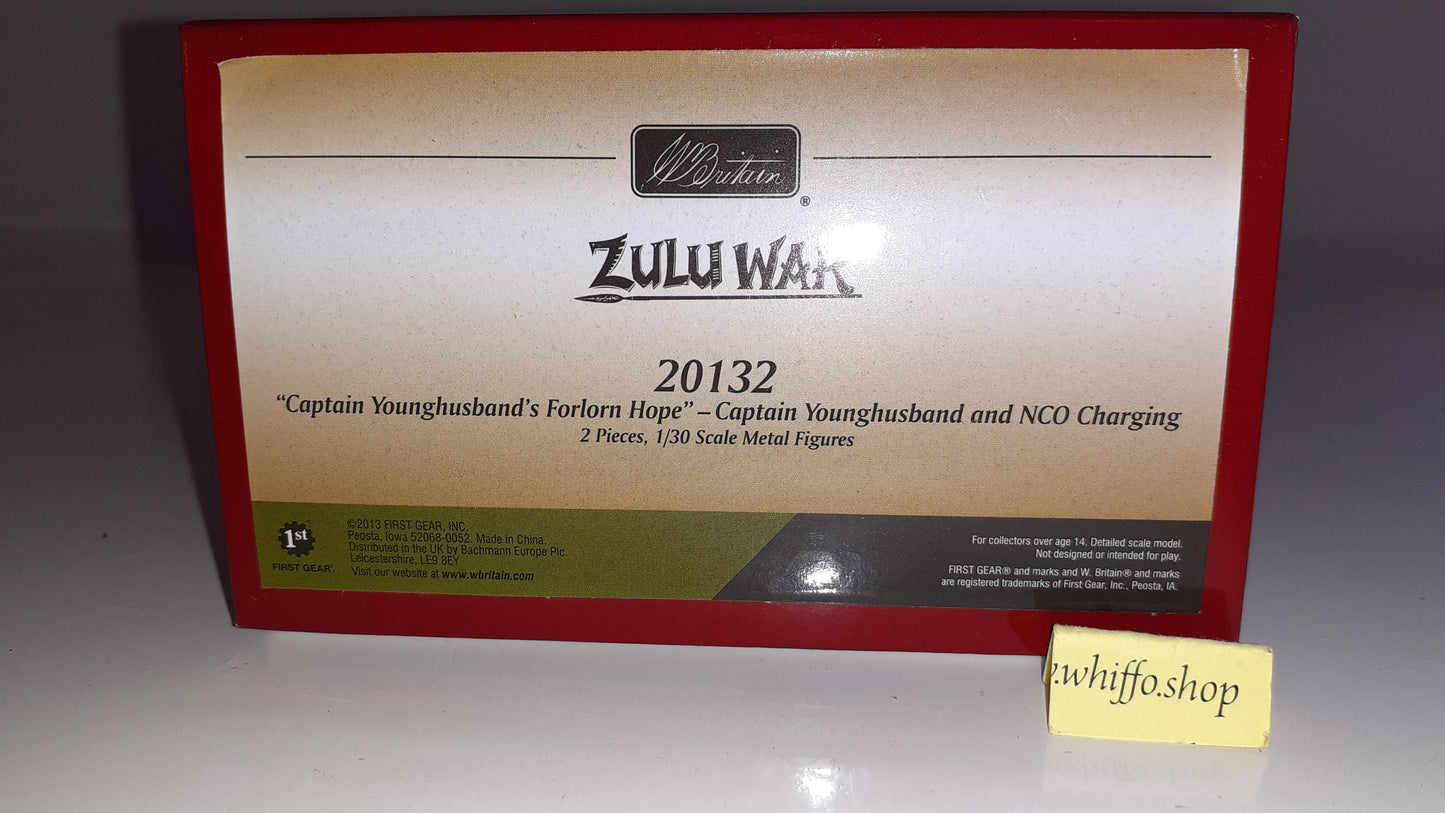 W Britain
®
ZULU WAR
20132
“Captain Younghusband’s Forlorn Hope” – Captain Younghusband and NCO Charging
2 Pieces, 1/30 Scale Metal Figures
1st
FIRST GEAR®
©2013 FIRST GEAR, INC.
Peosta, Iowa 52068-0052. Made in China.
Distributed in the UK by Bachmann Europe Plc.
Leicestershire, LE9 8EY
Visit our website at www.wbritain.com
For collectors over age 14. Detailed scale model.
Not designed or intended for play.
FIRST GEAR® and marks and W. Britain® and marks
are registered trademarks of First Gear, Inc., Peosta, IA.
.whiffo.shop